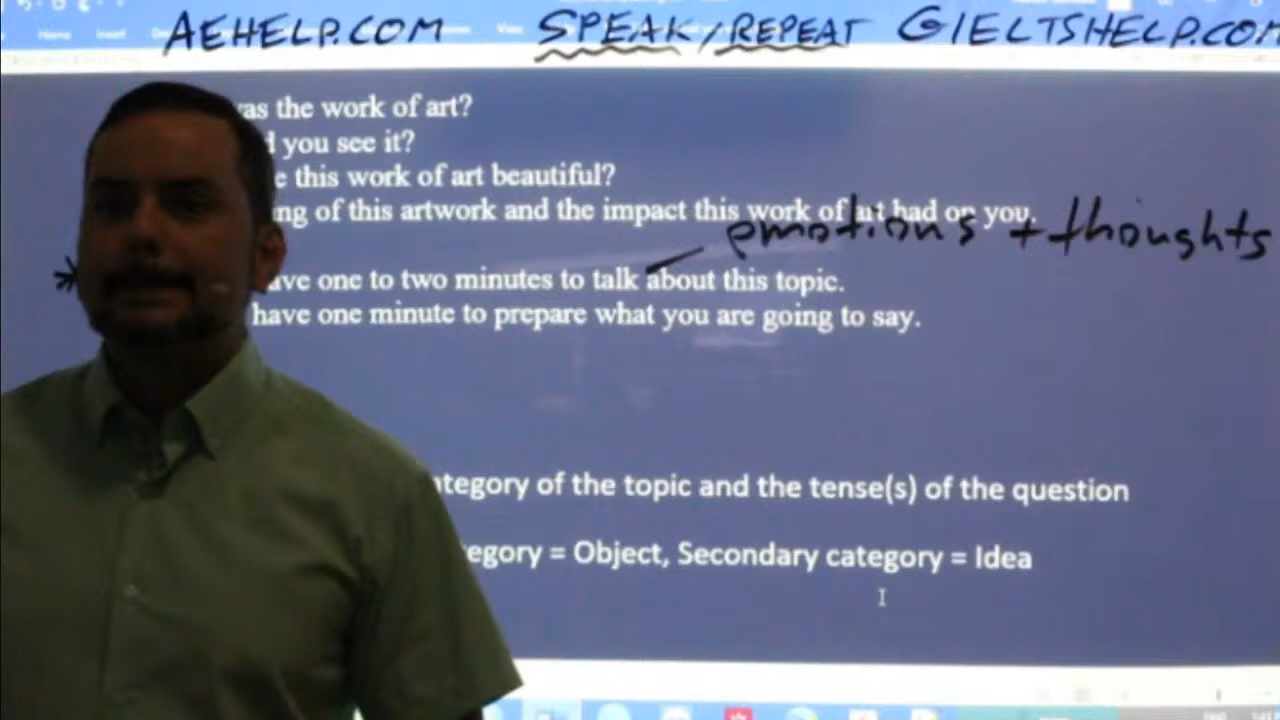 Home Insert
AEHELP.COM SPEAK/REPEAT GIELTSHELP.COM
as the work of art?
you see it?
this work of art beautiful?
ng of this artwork and the impact this work of art had on you.
emotions + thoughts
* ave one to two minutes to talk about this topic.
have one minute to prepare what you are going to say.
tegory of the topic and the tense(s) of the question
egory = Object, Secondary category = Idea